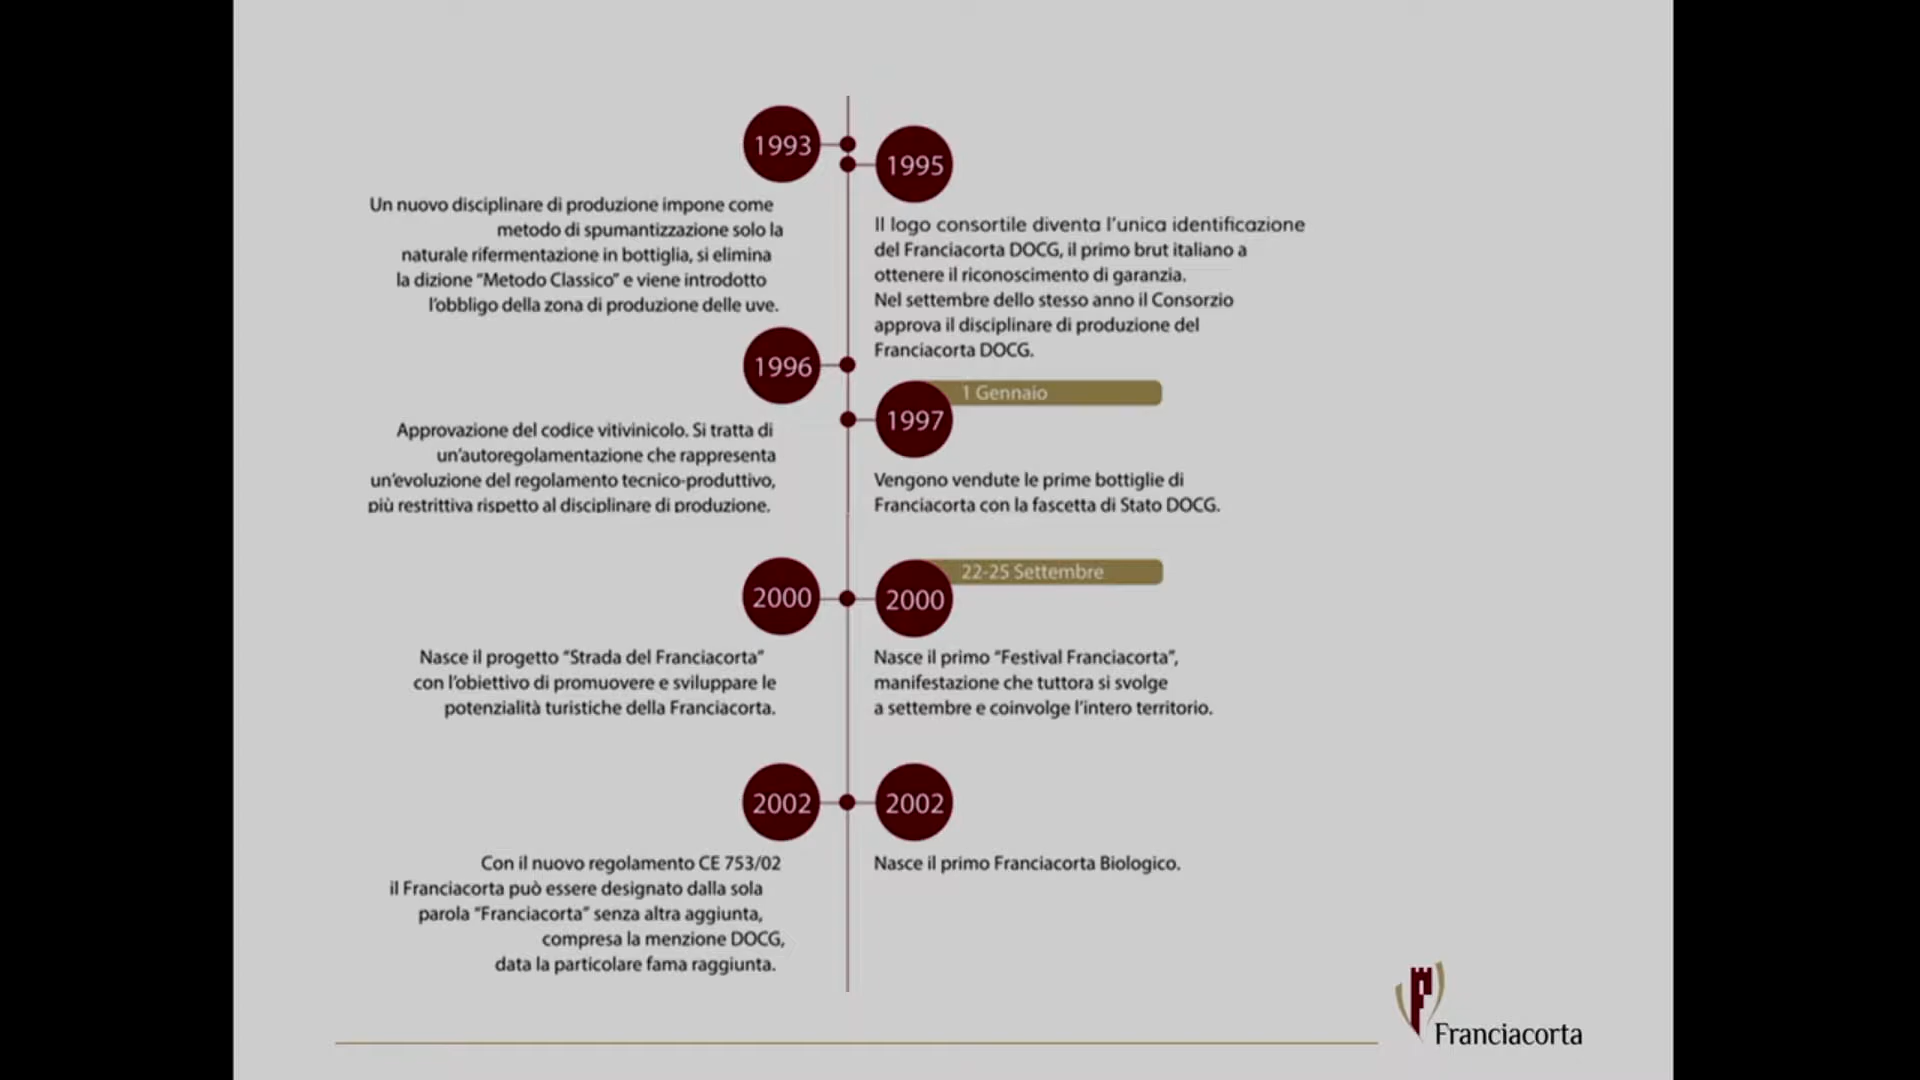 1993
Un nuovo disciplinare di produzione impone come
metodo di spumantizzazione solo la
naturale rifermentazione in bottiglia, si elimina
la dizione “Metodo Classico” e viene introdotto
l’obbligo della zona di produzione delle uve.
1995
Il logo consortile diventa l’unica identificazione
del Franciacorta DOCG, il primo brut italiano a
ottenere il riconoscimento di garanzia.
Nel settembre dello stesso anno il Consorzio
approva il disciplinare di produzione del
Franciacorta DOCG.
1996
Approvazione del codice vitivinicolo. Si tratta di
un’autoregolamentazione che rappresenta
un’evoluzione del regolamento tecnico-produttivo,
più restrittiva rispetto al disciplinare di produzione.
1 Gennaio
1997
Vengono vendute le prime bottiglie di
Franciacorta con la fascetta di Stato DOCG.
2000
Nasce il progetto “Strada del Franciacorta”
con l’obiettivo di promuovere e sviluppare le
potenzialità turistiche della Franciacorta.
22-25 Settembre
2000
Nasce il primo “Festival Franciacorta”,
manifestazione che tuttora si svolge
a settembre e coinvolge l’intero territorio.
2002
Con il nuovo regolamento CE 753/02
il Franciacorta può essere designato dalla sola
parola “Franciacorta” senza altra aggiunta,
compresa la menzione DOCG,
data la particolare fama raggiunta.
2002
Nasce il primo Franciacorta Biologico.
Franciacorta